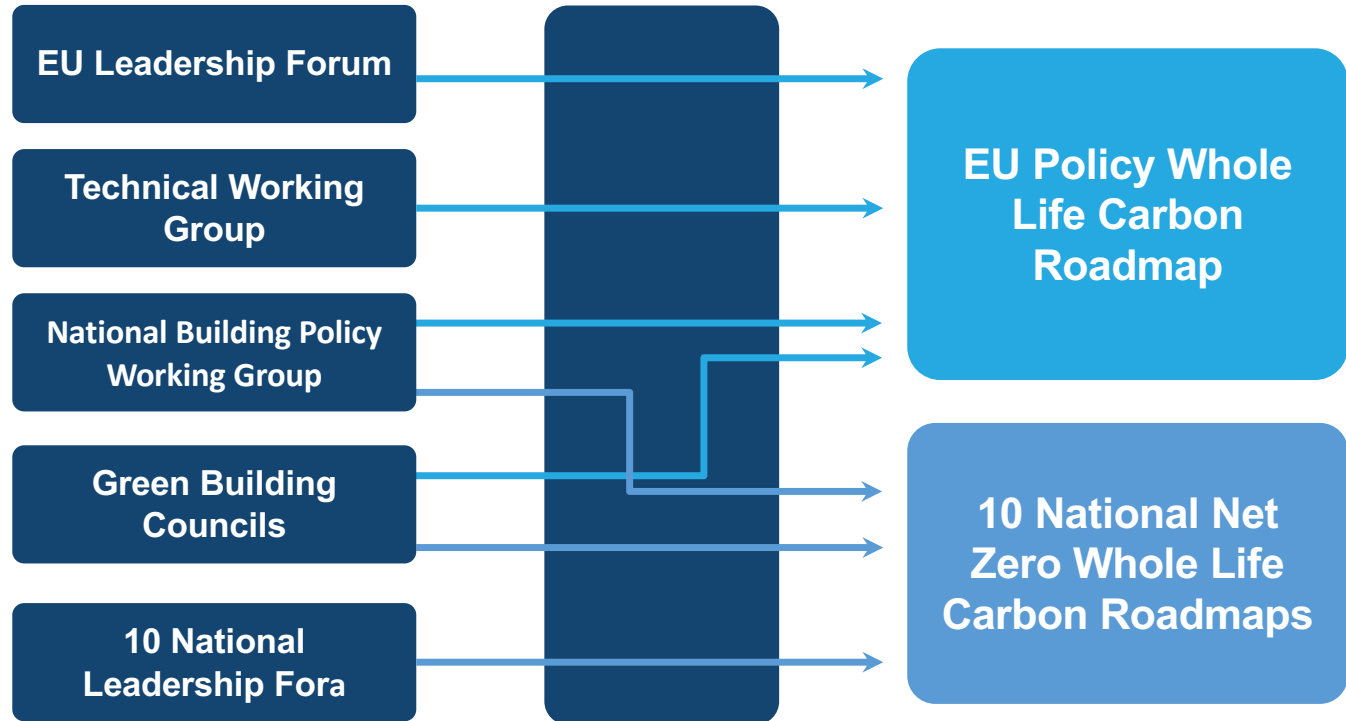 EU Leadership Forum
Technical Working
Group
National Building Policy
Working Group
Green Building
Councils
10 National
Leadership Fora
EU Policy Whole
Life Carbon
Roadmap
10 National Net
Zero Whole Life
Carbon Roadmaps